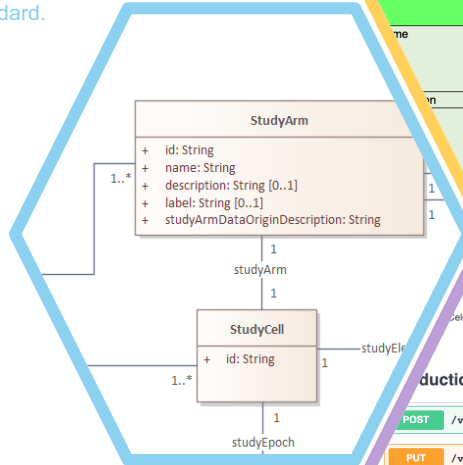 dard.
me
StudyArm
on
+ id: String
+ name: String
+ description: String [0..1]
+ label: String [0..1]
+ studyArmDataOriginDescription: String
1..*
1
1
1
studyArm
1
StudyCell
+ id: String
studyEle
1
1..*
ductio
1
POST /v
studyEpoch
PUT /v